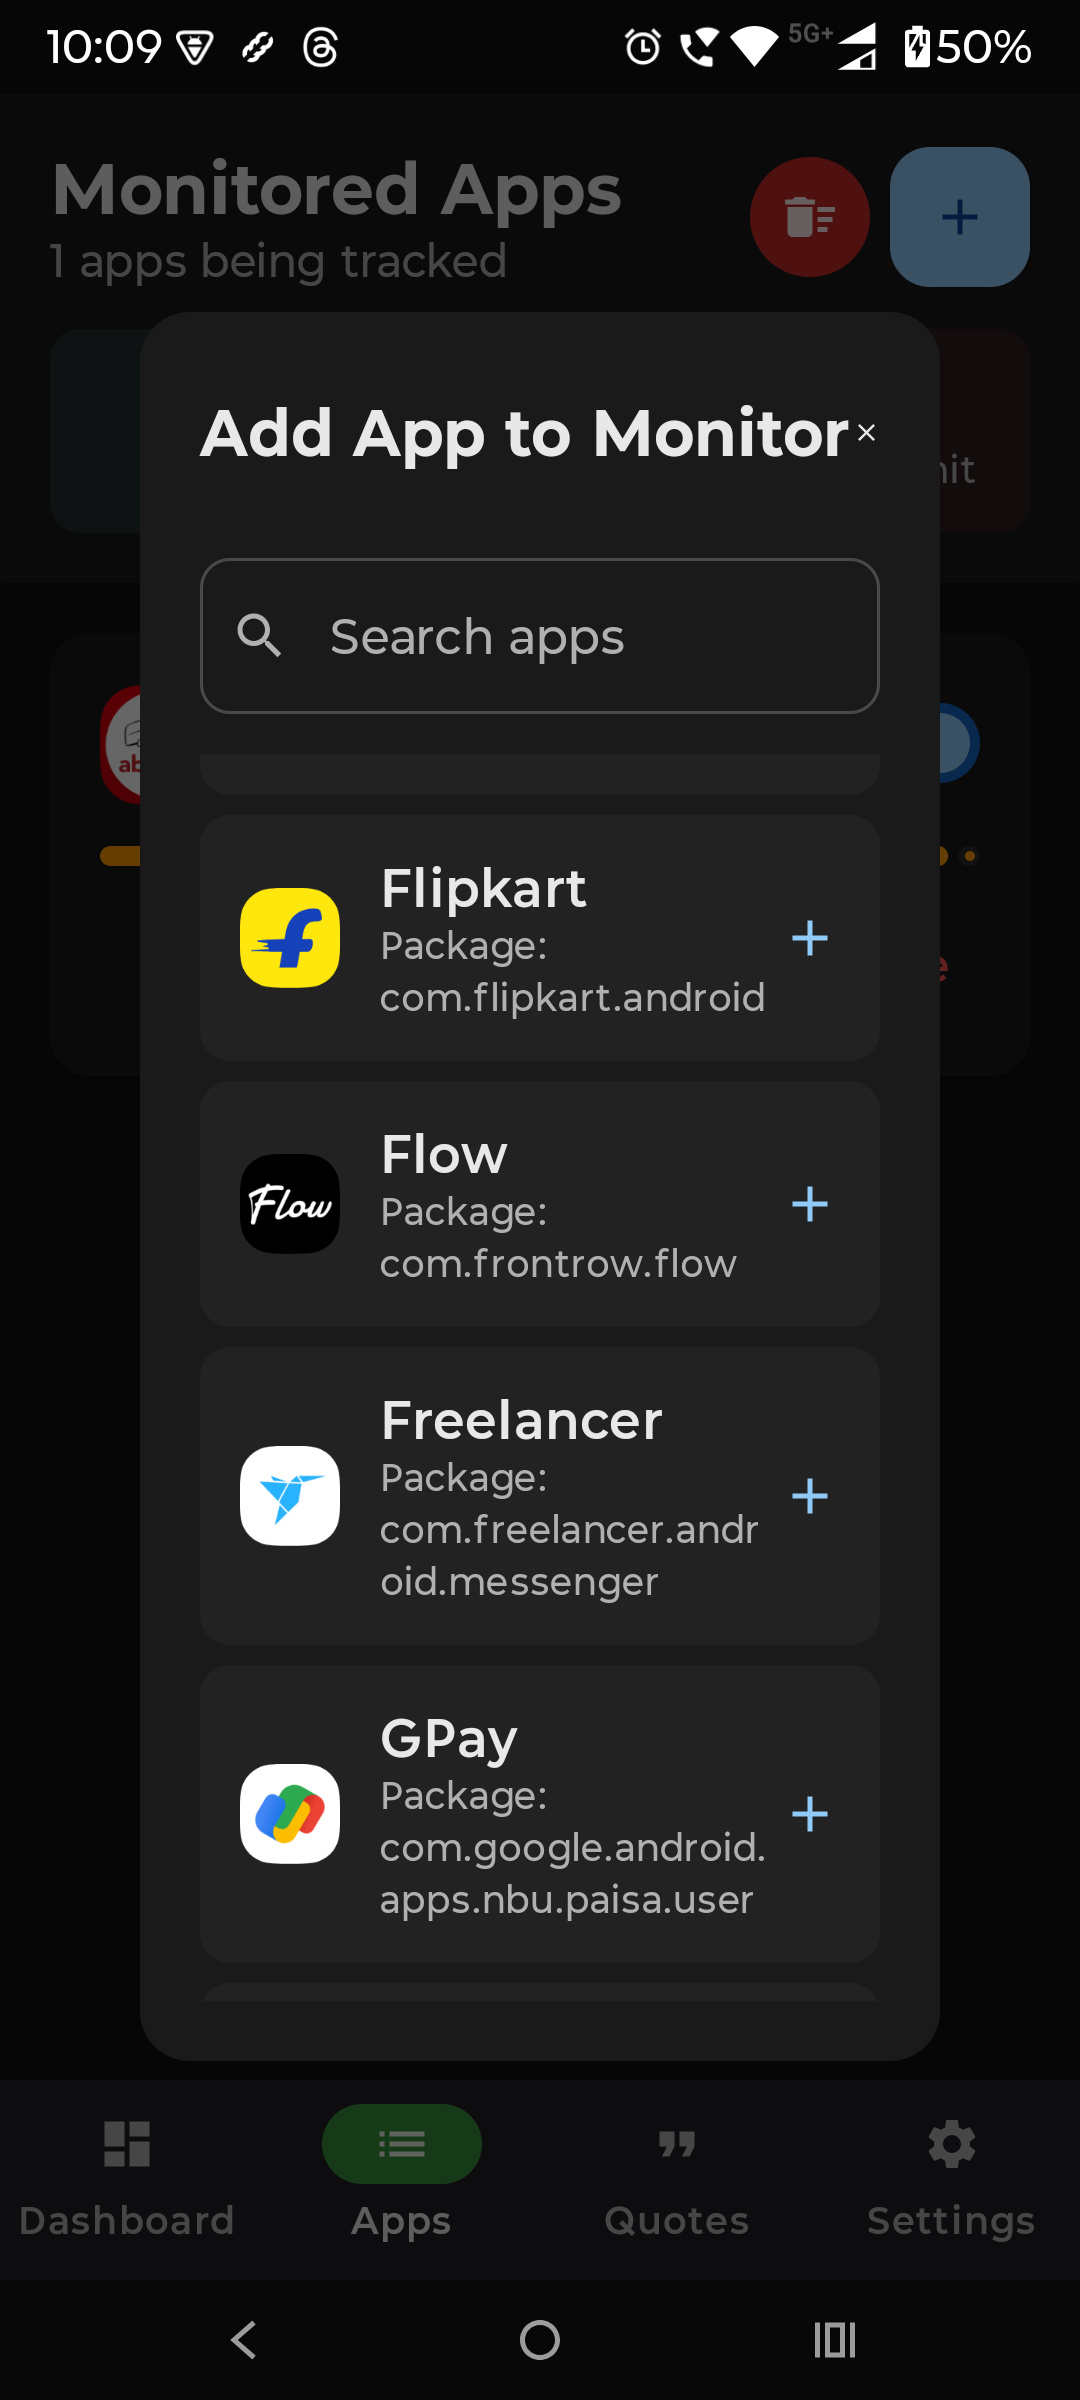 10:09
5G+
50%
Monitored Apps
1 apps being tracked
Add App to Monitor
Search apps
Flipkart
Package:
com.flipkart.android
Flow
Flow
Package:
com.frontrow.flow
Freelancer
Package:
com.freelancer.andr
oid.messenger
GPay
Package:
com.google.android.
apps.nbu.paisa.user
Dashboard
Apps
Quotes
Settings